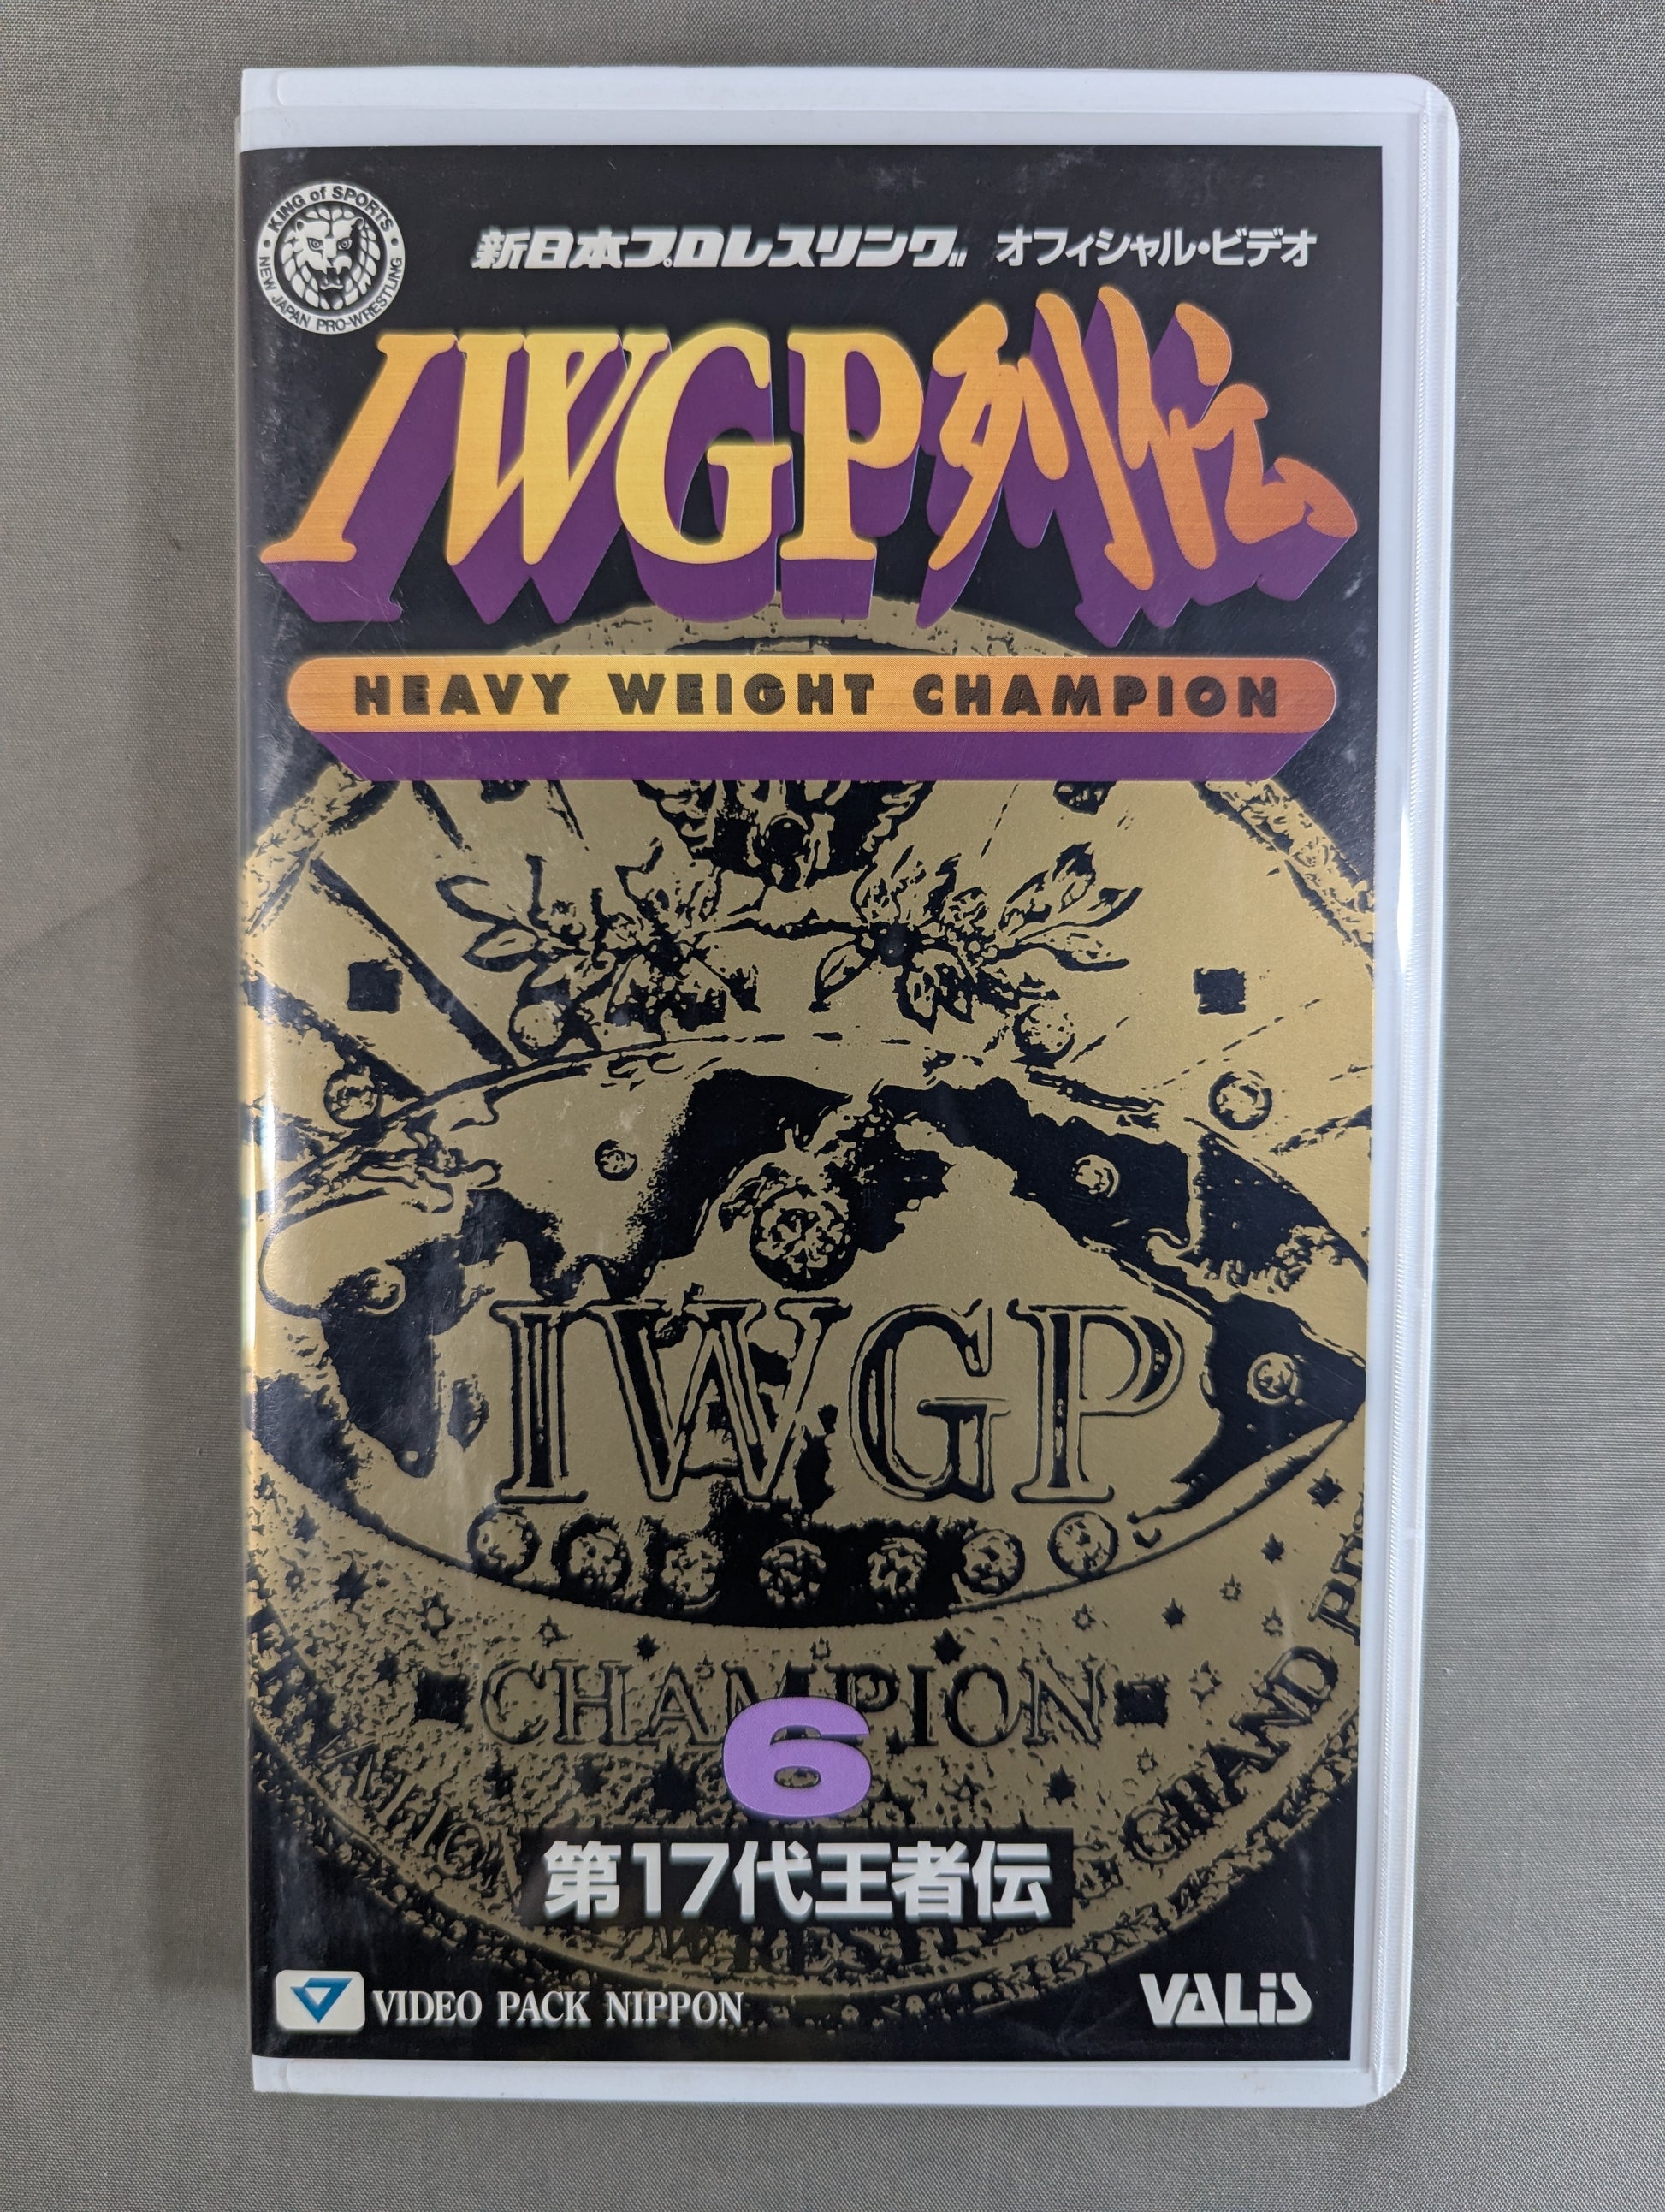 KING of SPORTS
NEW JAPAN PRO-WRESTLING
新日本プロレスリング オフィシャル・ビデオ
IWGP列伝
HEAVY WEIGHT CHAMPION
IWGP
CHAMPION
GRAND
6
第17代王者伝
VIDEO PACK NIPPON
VALIS